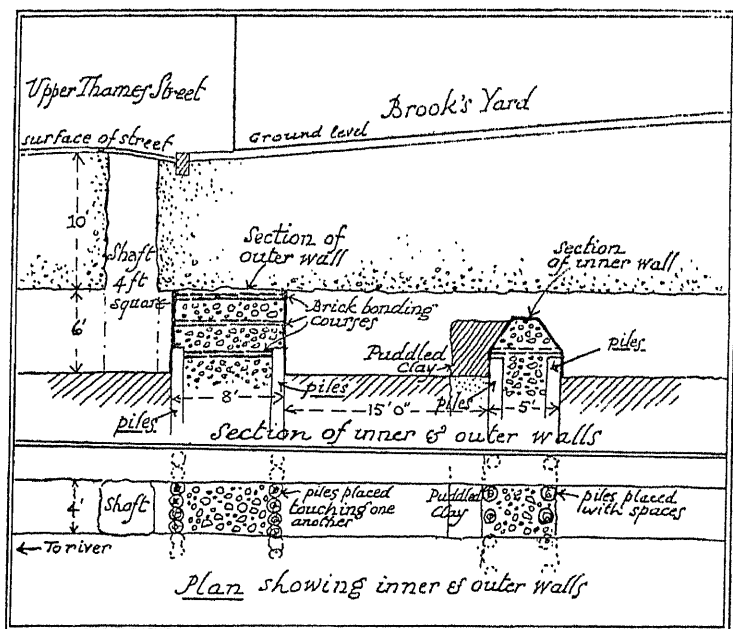 Upper Thames Street
Brook's Yard
surface of street
Ground level
10'
Shaft
4 ft
square
Section of
outer wall
section
of inner wall
6'
Brick bonding
courses
Puddled
clay
piles
piles
piles
piles
8'
15' 0"
5'
Section of inner & outer walls
4'
Shaft
piles placed
touching one
another
Puddled
Clay
piles placed
with spaces
← To river
Plan showing inner & outer walls